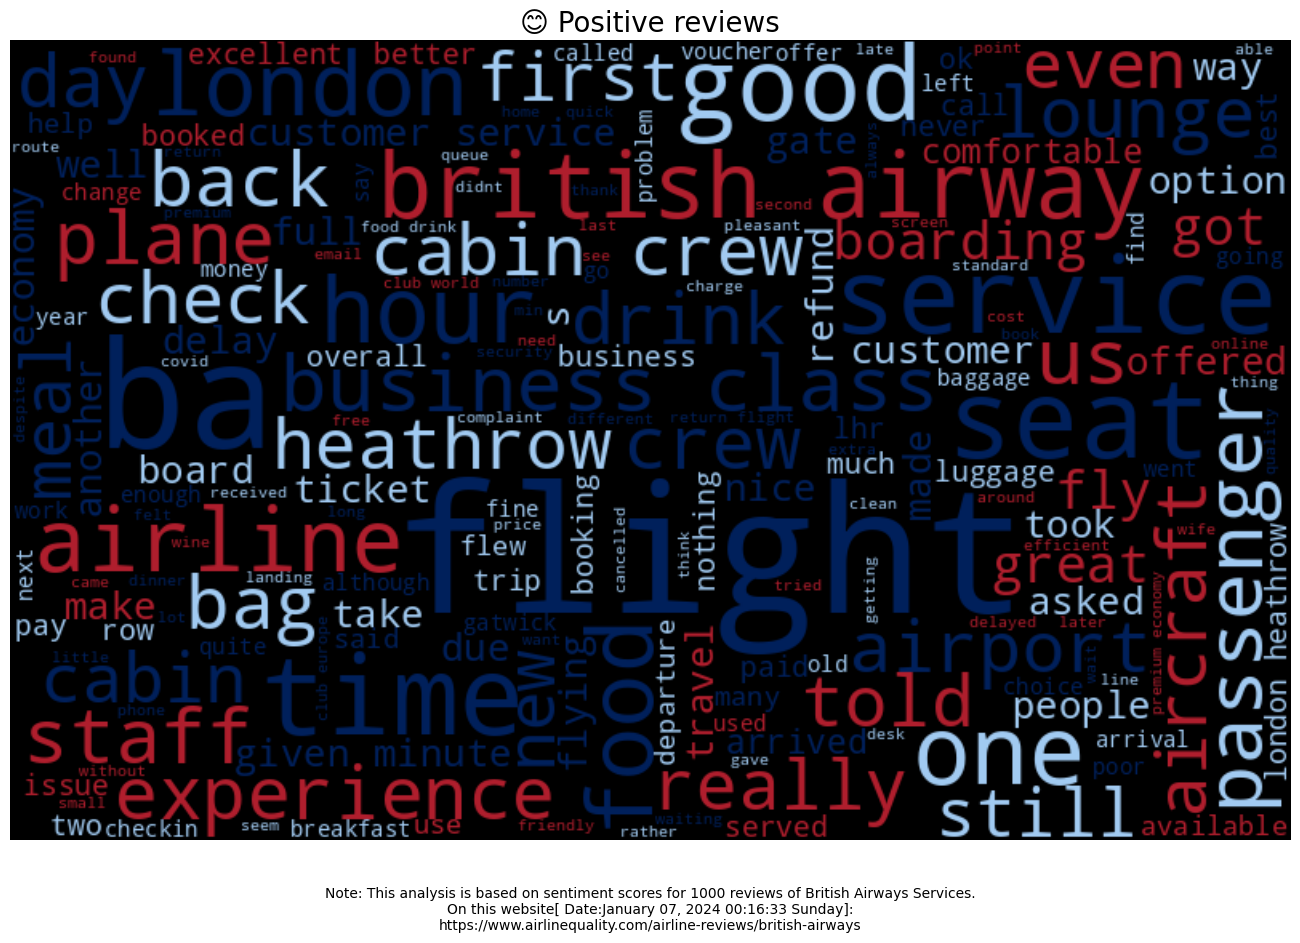 😊 Positive reviews
found excellent better called voucher offer late ok point even way able
day london first good left lounge best
help booked customer service home quick problem gate call never always
route well return back queue british airway comfortable option
change say didnt thank second
economy plane premium full food drink last pleasant screen boarding got find
email cabin crew see refund going
money club world number go charge standard
year check hour min s drink service cost book
delay overall need security business customer us offered online
meal covid ba business class baggage seat thing
despite another free complaint different return flight quality
heathrow crew lhr extra
board much luggage made went passenger
work enough received ticket nice clean around fly
felt long fine booking nothing flight took aircraft
airline wine price cancelled think wife
next flew efficient
came dinner landing although trip tried getting great
make bag take asked london heathrow
pay row lot gatwick delayed later
quite said due want departure travel airport premium economy
little cabin club europe new food paid old wait line
phone time flying many choice people
staff used told desk one arrival
given minute arrived poor
issue without gave
small experience really still
two checkin seem breakfast use friendly rather waiting served available
Note: This analysis is based on sentiment scores for 1000 reviews of British Airways Services.
On this website[ Date:January 07, 2024 00:16:33 Sunday]:
https://www.airlinequality.com/airline-reviews/british-airways